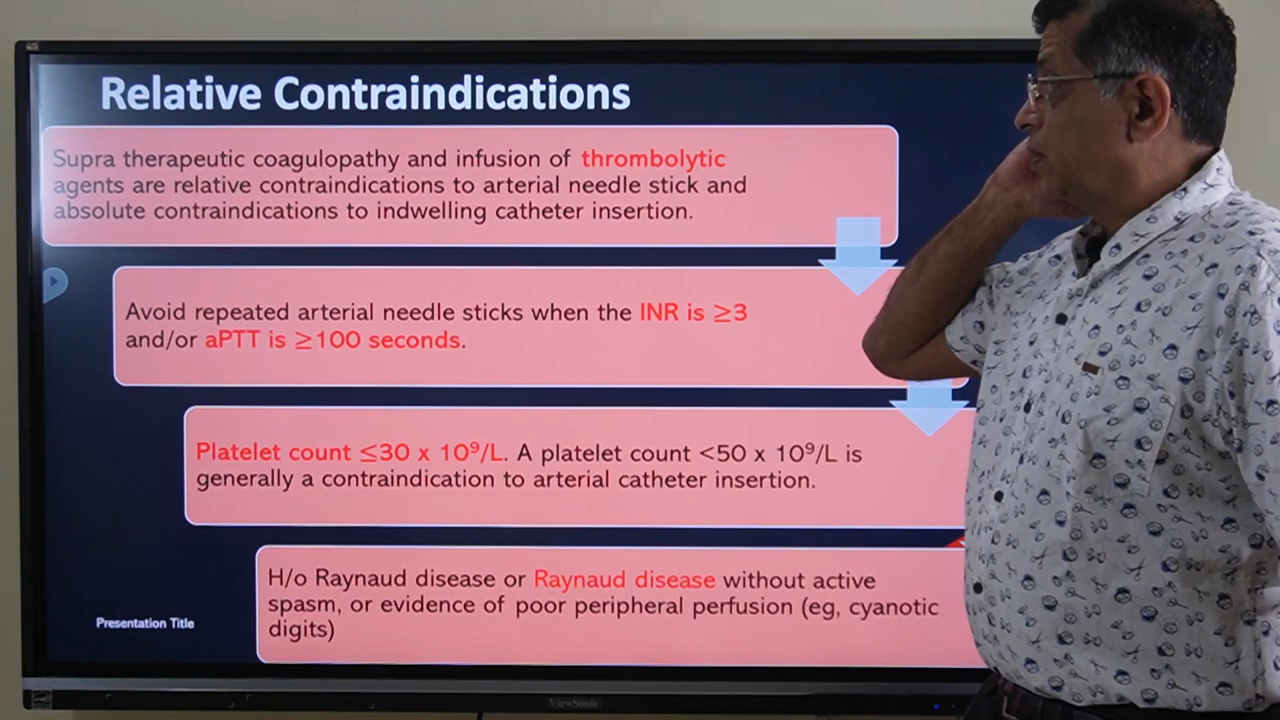 Relative Contraindications
Supra therapeutic coagulopathy and infusion of thrombolytic
agents are relative contraindications to arterial needle stick and
absolute contraindications to indwelling catheter insertion.
Avoid repeated arterial needle sticks when the INR is ≥3
and/or aPTT is ≥100 seconds.
Platelet count ≤30 x 10⁹/L. A platelet count <50 x 10⁹/L is
generally a contraindication to arterial catheter insertion.
H/o Raynaud disease or Raynaud disease without active
spasm, or evidence of poor peripheral perfusion (eg, cyanotic
digits)
Presentation Title
ViewSonic